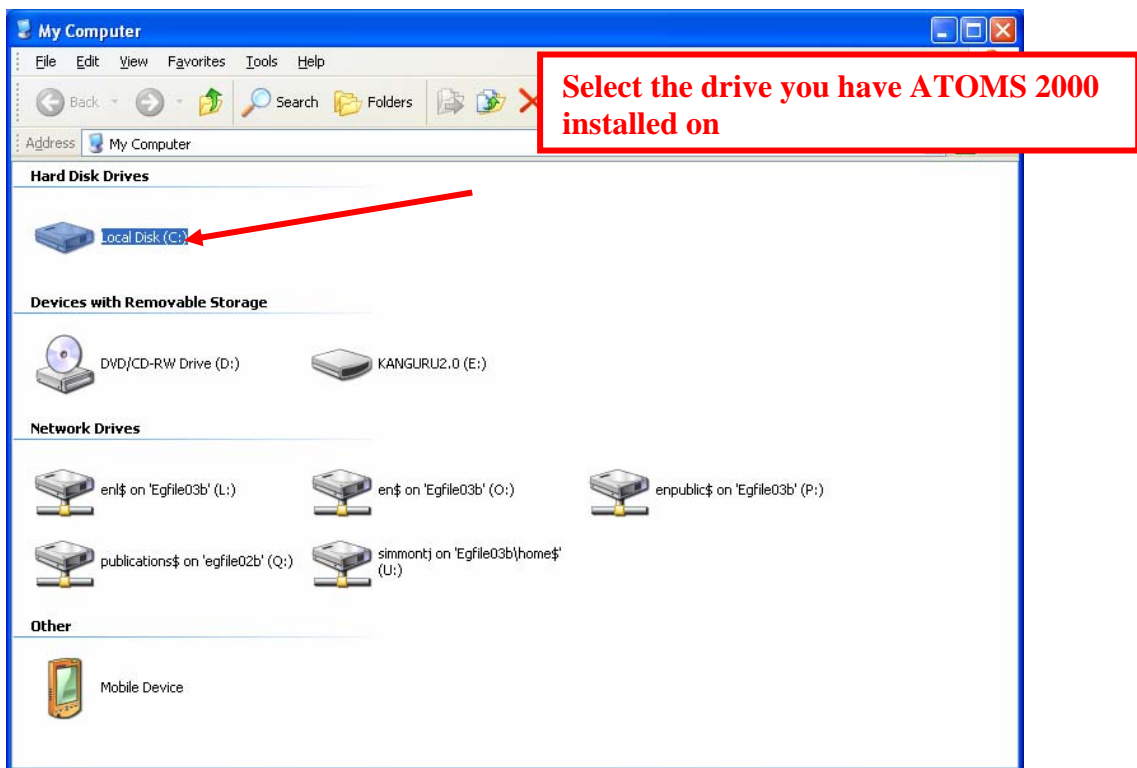 My Computer
File Edit View Favorites Tools Help
Select the drive you have ATOMS 2000
installed on
Back Search Folders
Address My Computer
Hard Disk Drives
Local Disk (C:)
Devices with Removable Storage
DVD/CD-RW Drive (D:) KANGURU2.0 (E:)
Network Drives
enl$ on 'Egfile03b' (L:) en$ on 'Egfile03b' (O:) enpublic$ on 'Egfile03b' (P:)
publications$ on 'egfile02b' (Q:) simmontj on 'Egfile03b\home$'
(U:)
Other
Mobile Device